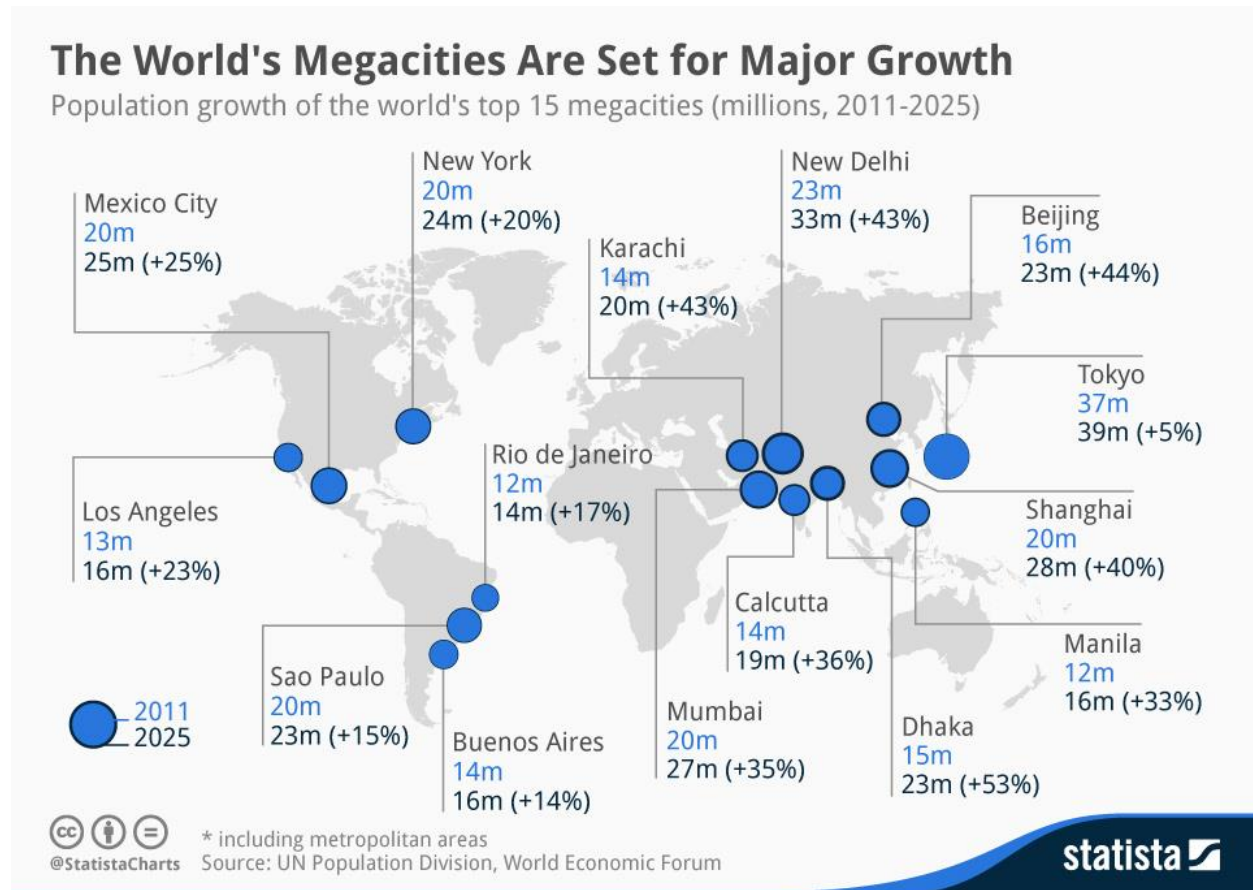 The World's Megacities Are Set for Major Growth
Population growth of the world's top 15 megacities (millions, 2011-2025)
Mexico City
20m
25m (+25%)
New York
20m
24m (+20%)
Karachi
14m
20m (+43%)
New Delhi
23m
33m (+43%)
Beijing
16m
23m (+44%)
Tokyo
37m
39m (+5%)
Los Angeles
13m
16m (+23%)
Rio de Janeiro
12m
14m (+17%)
Shanghai
20m
28m (+40%)
Calcutta
14m
19m (+36%)
Manila
12m
16m (+33%)
Sao Paulo
20m
23m (+15%)
Mumbai
20m
27m (+35%)
Dhaka
15m
23m (+53%)
Buenos Aires
14m
16m (+14%)
2011
2025
cc
@StatistaCharts
* including metropolitan areas
Source: UN Population Division, World Economic Forum
statista